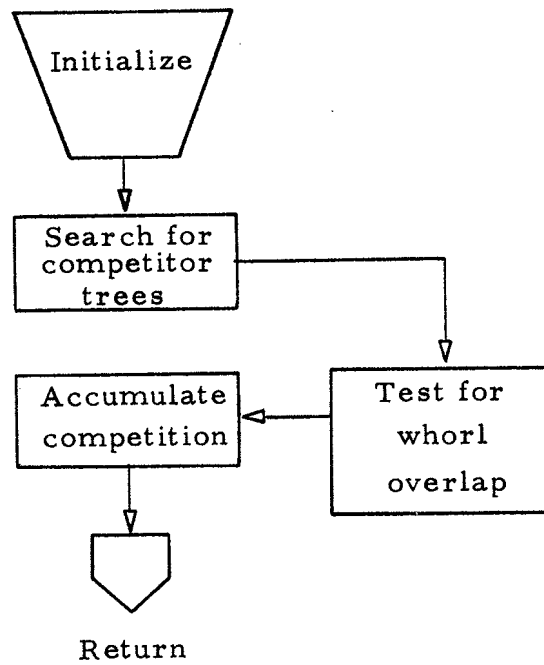 Initialize
Search for
competitor
trees
Test for
whorl
overlap
Accumulate
competition
Return